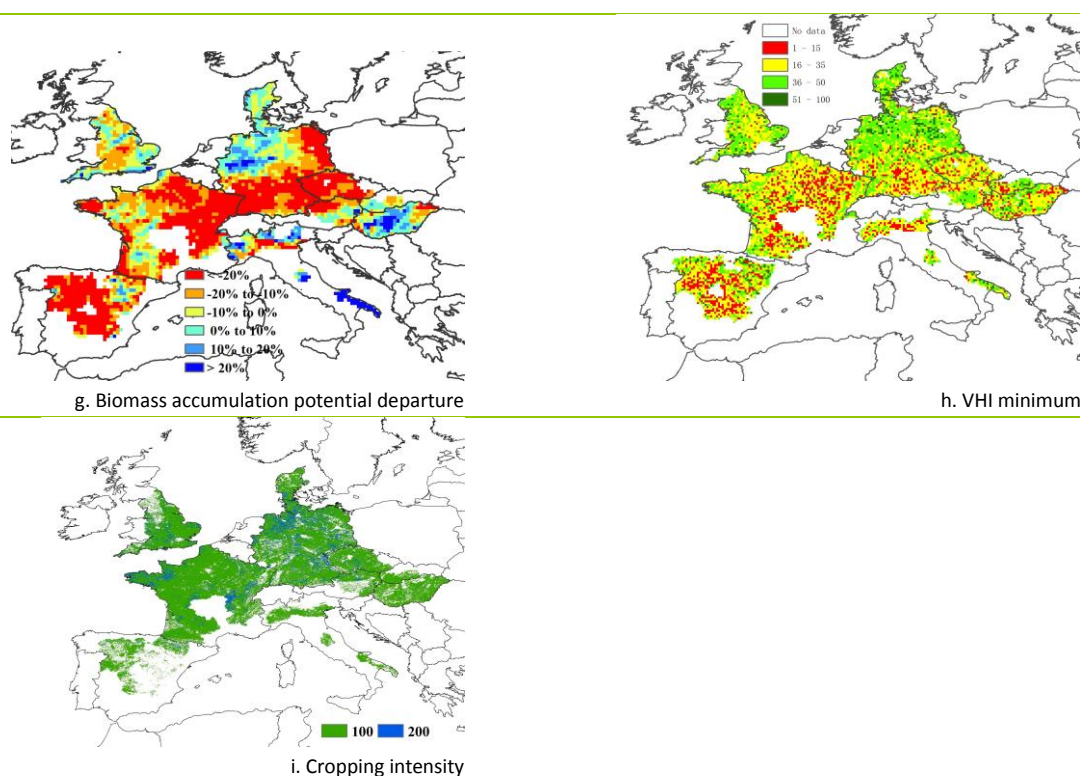 < -20%
-20% to -10%
-10% to 0%
0% to 10%
10% to 20%
> 20%
g. Biomass accumulation potential departure
No data
1 - 15
16 - 35
36 - 50
51 - 100
h. VHI minimum
100 200
i. Cropping intensity